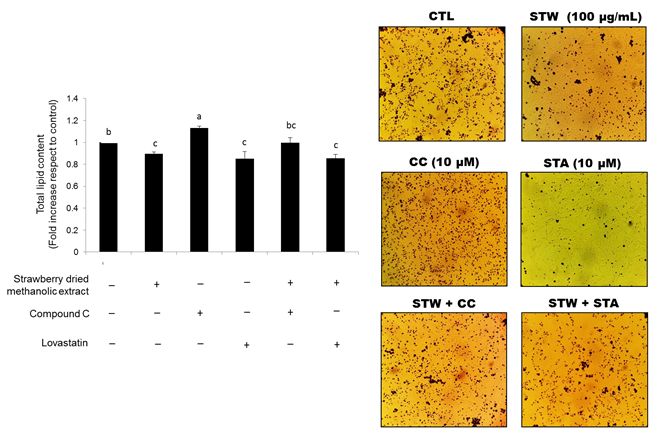 CTL
STW (100 µg/mL)
Total lipid content
(Fold increase respect to control)
1.4
1.2
1
0.8
0.6
0.4
0.2
0
b
c
a
c
bc
c
CC (10 µM)
STA (10 µM)
Strawberry dried
methanolic extract
– + – – + +
Compound C
– – + – + –
Lovastatin
– – – + – +
STW + CC
STW + STA